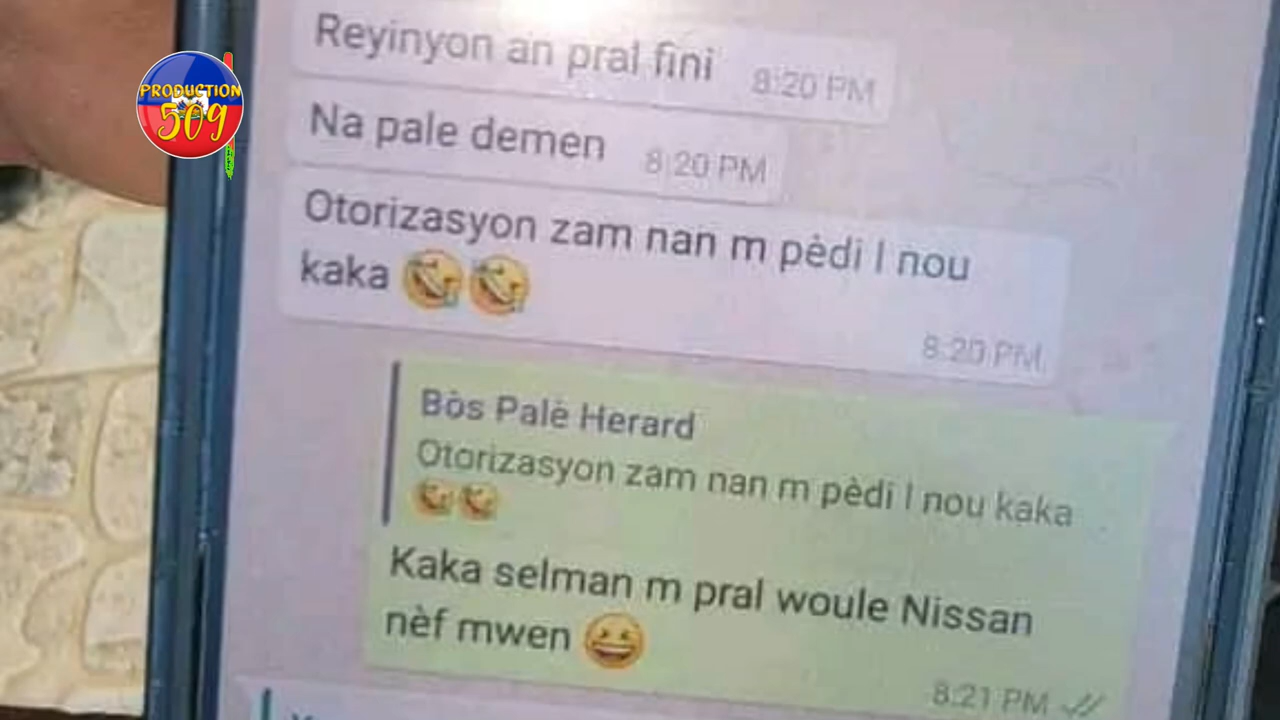 PRODUCTION
509
Reyinyon an pral fini 8:20 PM
Na pale demen 8:20 PM
Otorizasyon zam nan m pèdi l nou
kaka 🤣🤣
8:20 PM
Bòs Palè Herard
Otorizasyon zam nan m pèdi l nou kaka
🤣🤣
Kaka selman m pral woule Nissan
nèf mwen 😆
8:21 PM